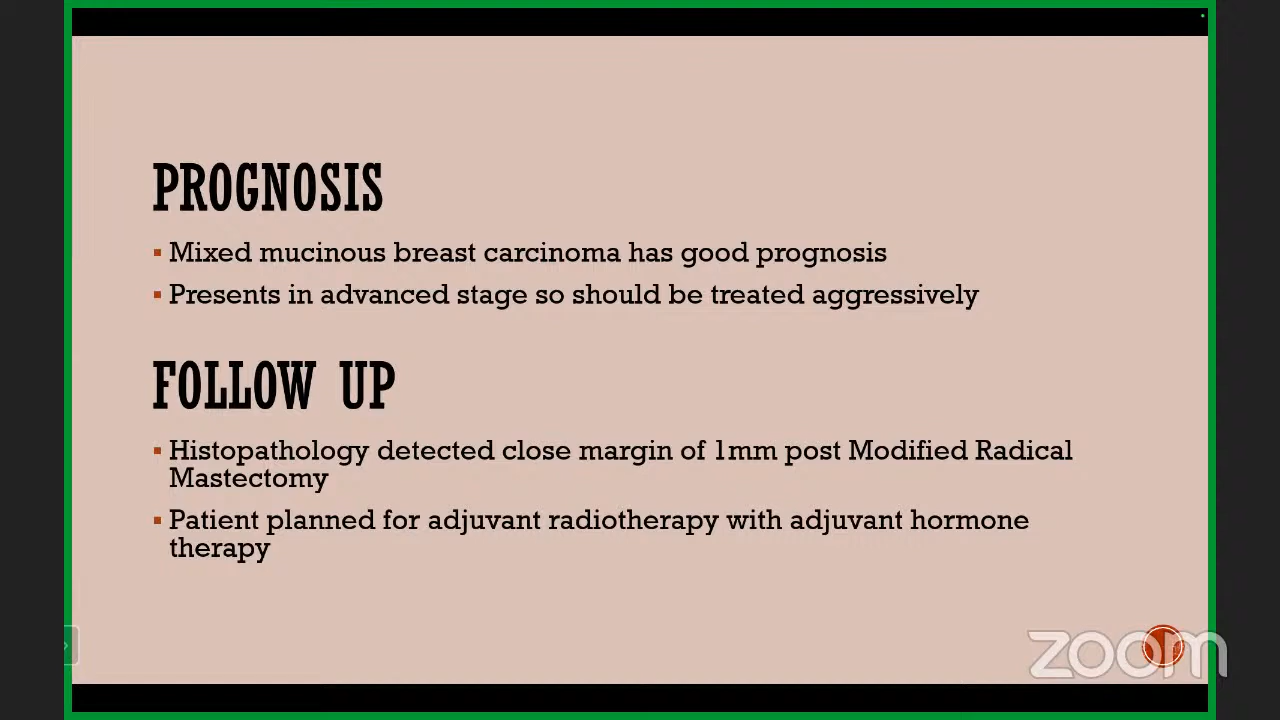 PROGNOSIS
▪ Mixed mucinous breast carcinoma has good prognosis
▪ Presents in advanced stage so should be treated aggressively
FOLLOW UP
▪ Histopathology detected close margin of 1mm post Modified Radical
Mastectomy
▪ Patient planned for adjuvant radiotherapy with adjuvant hormone
therapy
zoom